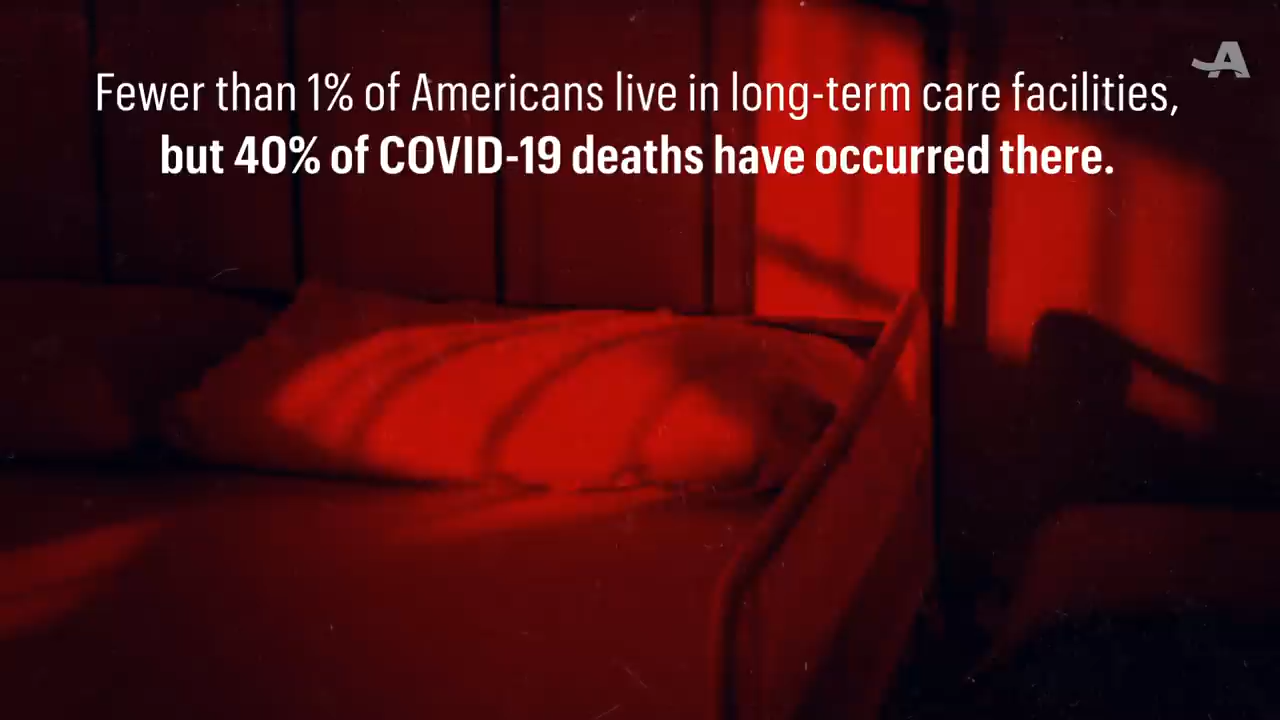 Fewer than 1% of Americans live in long-term care facilities,
but 40% of COVID-19 deaths have occurred there.